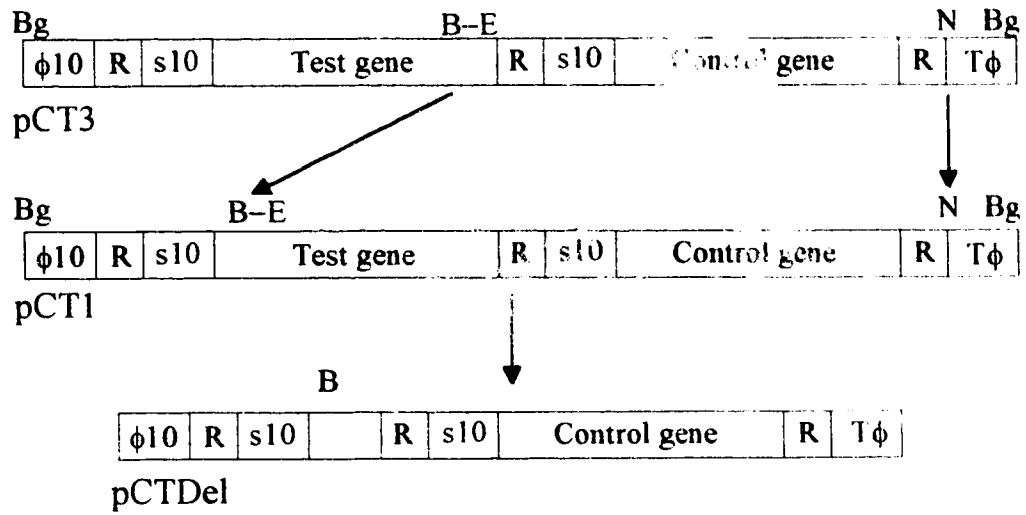 Bg B–E N Bg
ϕ10 R s10 Test gene R s10 Control gene R Tϕ
pCT3
Bg B–E N Bg
ϕ10 R s10 Test gene R s10 Control gene R Tϕ
pCT1
B
ϕ10 R s10 R s10 Control gene R Tϕ
pCTDel